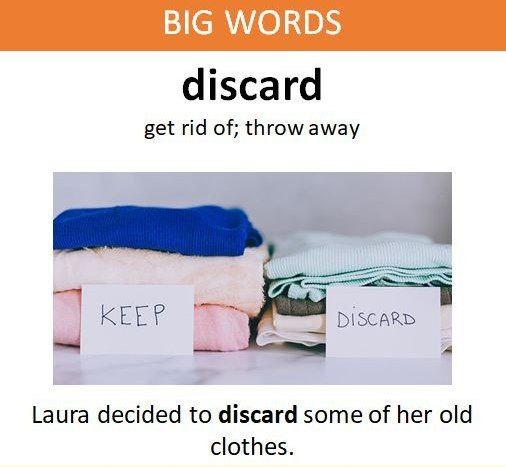 BIG WORDS
discard
get rid of; throw away
KEEP
DISCARD
Laura decided to discard some of her old
clothes.